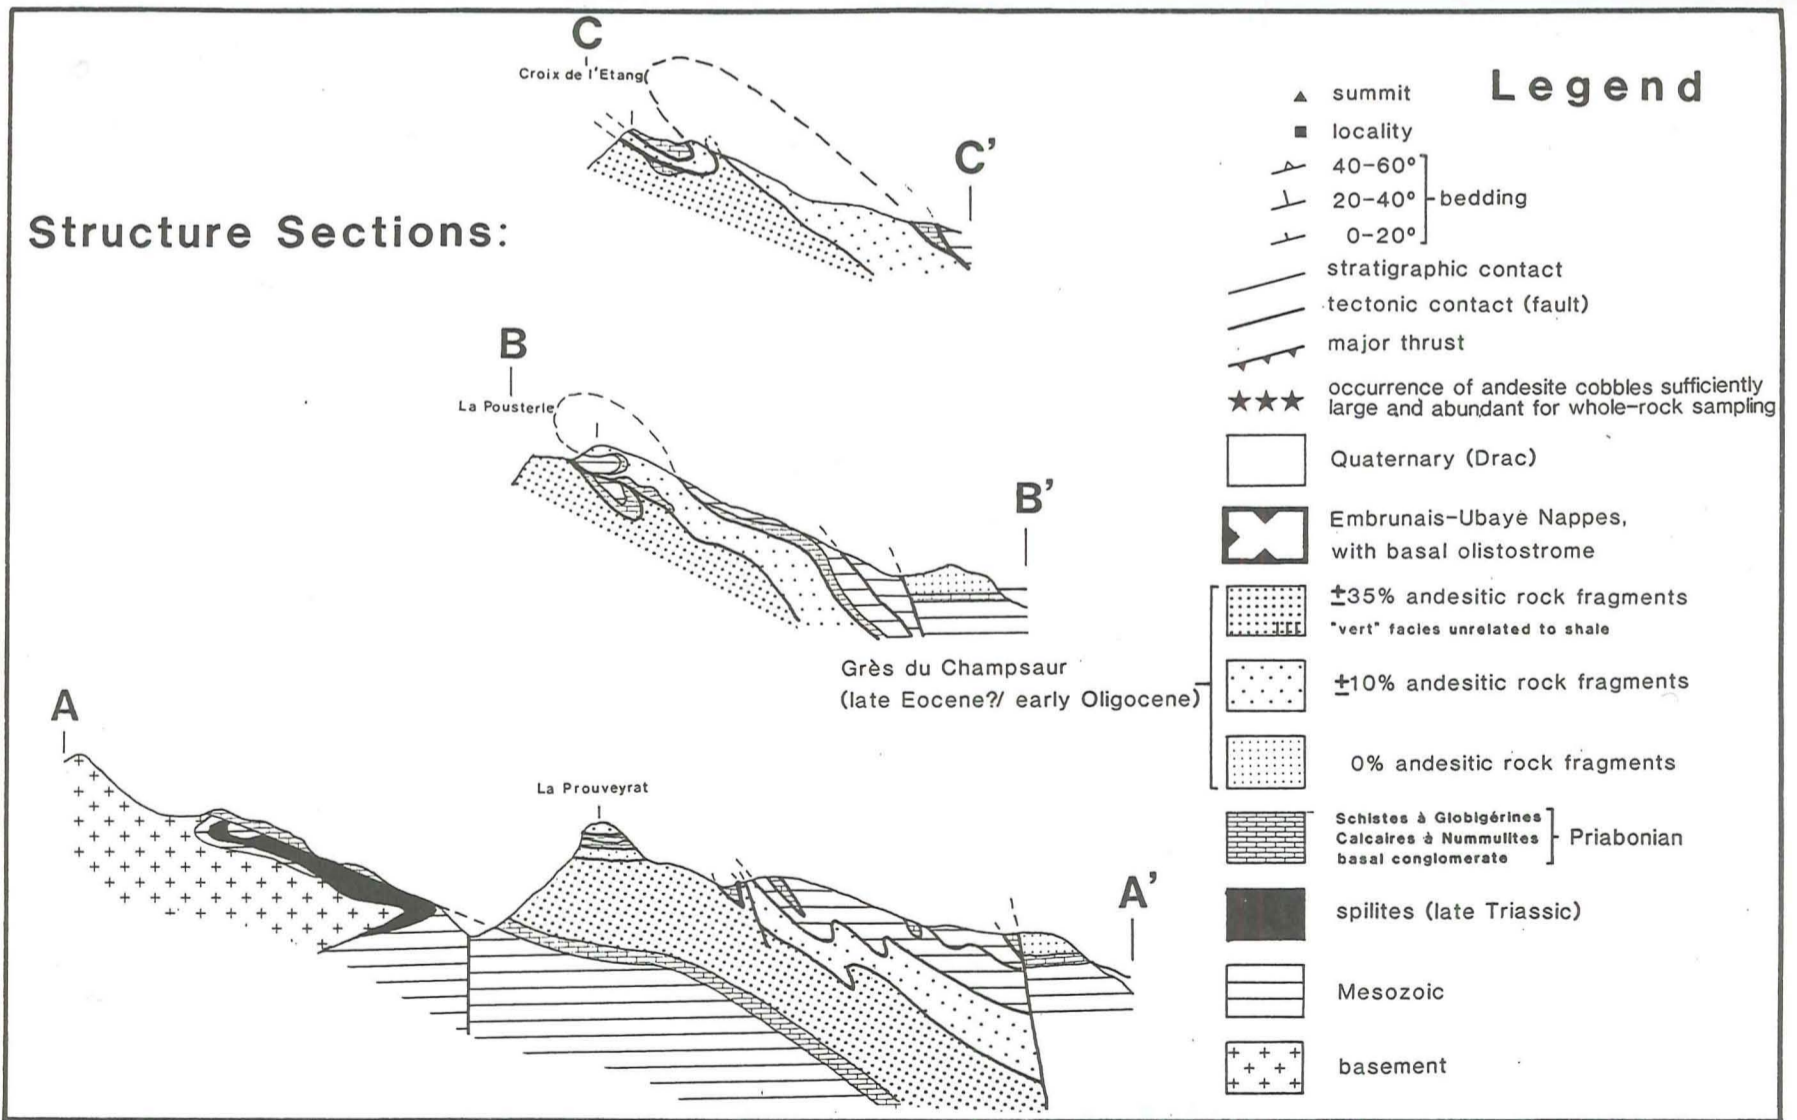 C
Croix de l'Etang
C'
Structure Sections:
B
La Pousterle
B'
A
La Prouveyrat
A'
Legend
summit
locality
40-60°
20-40°
0-20°
bedding
stratigraphic contact
tectonic contact (fault)
major thrust
occurrence of andesite cobbles sufficiently
large and abundant for whole-rock sampling
Quaternary (Drac)
Embrunais-Ubaye Nappes,
with basal olistostrome
Grès du Champsaur
(late Eocene?/ early Oligocene)
±35% andesitic rock fragments
"vert" facies unrelated to shale
±10% andesitic rock fragments
0% andesitic rock fragments
Schistes à Globigérines
Calcaires à Nummulites
basal conglomerate
Priabonian
spilites (late Triassic)
Mesozoic
basement